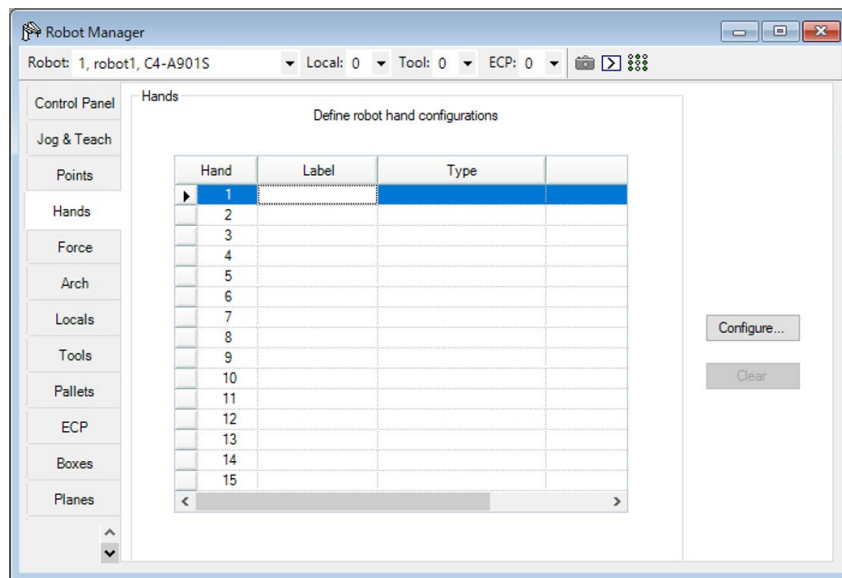 Robot Manager
Robot: 1, robot1, C4-A901S Local: 0 Tool: 0 ECP: 0
Control Panel
Jog & Teach
Points
Hands
Force
Arch
Locals
Tools
Pallets
ECP
Boxes
Planes
Hands
Define robot hand configurations
Hand Label Type
1
2
3
4
5
6
7
8
9
10
11
12
13
14
15
Configure...
Clear